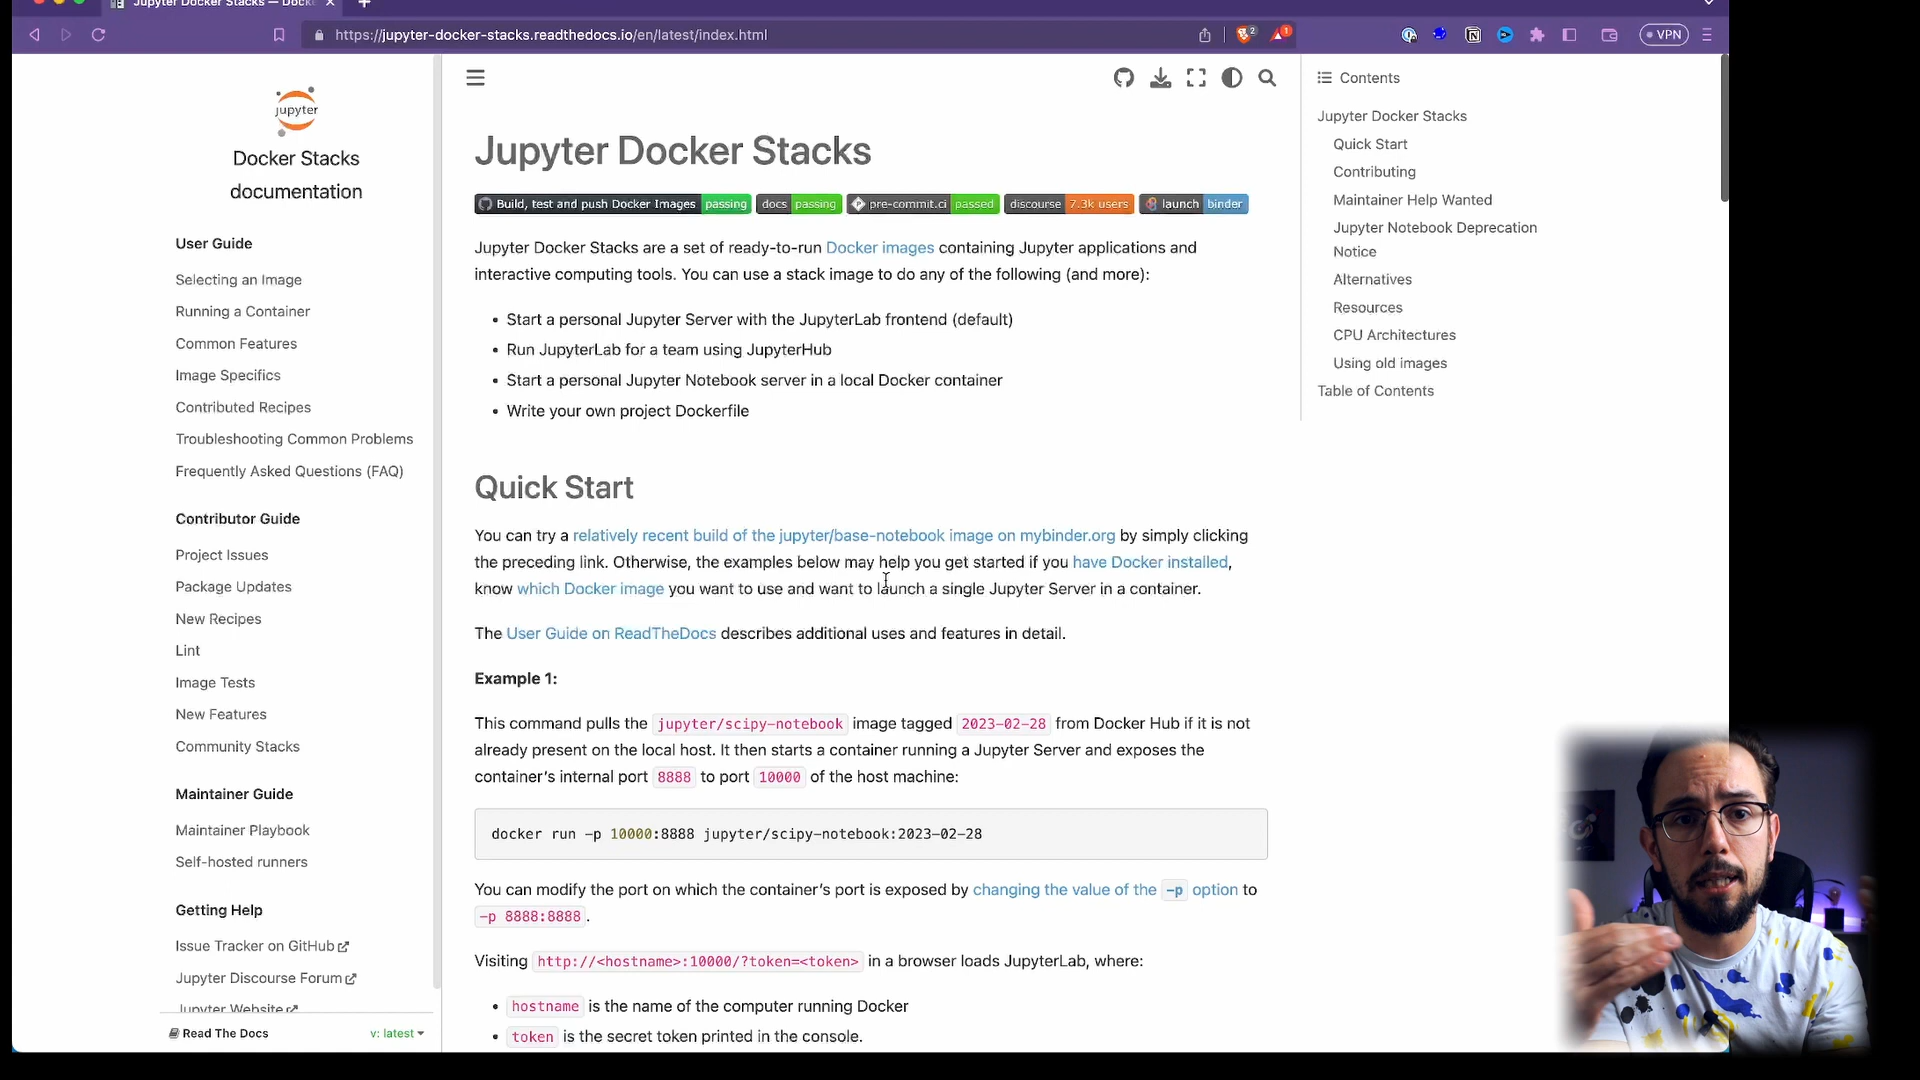 Jupyter Docker Stacks — Docke
https://jupyter-docker-stacks.readthedocs.io/en/latest/index.html
2
1
VPN
jupyter
Docker Stacks
documentation
User Guide
Selecting an Image
Running a Container
Common Features
Image Specifics
Contributed Recipes
Troubleshooting Common Problems
Frequently Asked Questions (FAQ)
Contributor Guide
Project Issues
Package Updates
New Recipes
Lint
Image Tests
New Features
Community Stacks
Maintainer Guide
Maintainer Playbook
Self-hosted runners
Getting Help
Issue Tracker on GitHub
Jupyter Discourse Forum
Jupyter Website
Read The Docs
v: latest
Jupyter Docker Stacks
Build, test and push Docker Images passing docs passing pre-commit.ci passed discourse 7.3k users launch binder
Jupyter Docker Stacks are a set of ready-to-run Docker images containing Jupyter applications and
interactive computing tools. You can use a stack image to do any of the following (and more):
• Start a personal Jupyter Server with the JupyterLab frontend (default)
• Run JupyterLab for a team using JupyterHub
• Start a personal Jupyter Notebook server in a local Docker container
• Write your own project Dockerfile
Quick Start
You can try a relatively recent build of the jupyter/base-notebook image on mybinder.org by simply clicking
the preceding link. Otherwise, the examples below may help you get started if you have Docker installed,
know which Docker image you want to use and want to launch a single Jupyter Server in a container.
The User Guide on ReadTheDocs describes additional uses and features in detail.
Example 1:
This command pulls the jupyter/scipy-notebook image tagged 2023-02-28 from Docker Hub if it is not
already present on the local host. It then starts a container running a Jupyter Server and exposes the
container's internal port 8888 to port 10000 of the host machine:
docker run -p 10000:8888 jupyter/scipy-notebook:2023-02-28
You can modify the port on which the container's port is exposed by changing the value of the -p option to
-p 8888:8888.
Visiting http://<hostname>:10000/?token=<token> in a browser loads JupyterLab, where:
• hostname is the name of the computer running Docker
• token is the secret token printed in the console.
Contents
Jupyter Docker Stacks
Quick Start
Contributing
Maintainer Help Wanted
Jupyter Notebook Deprecation
Notice
Alternatives
Resources
CPU Architectures
Using old images
Table of Contents